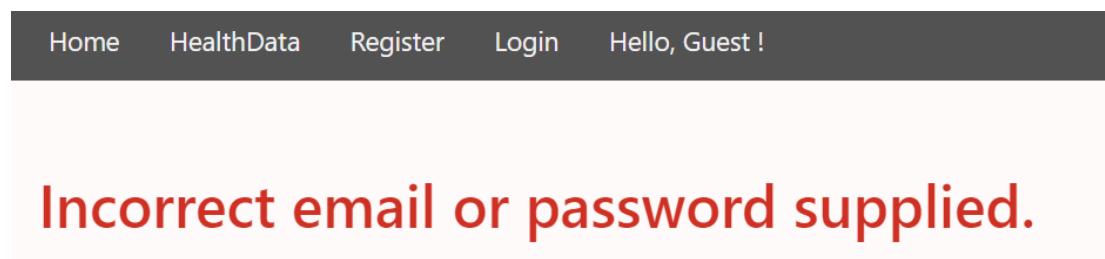 Home HealthData Register Login Hello, Guest !
Incorrect email or password supplied.